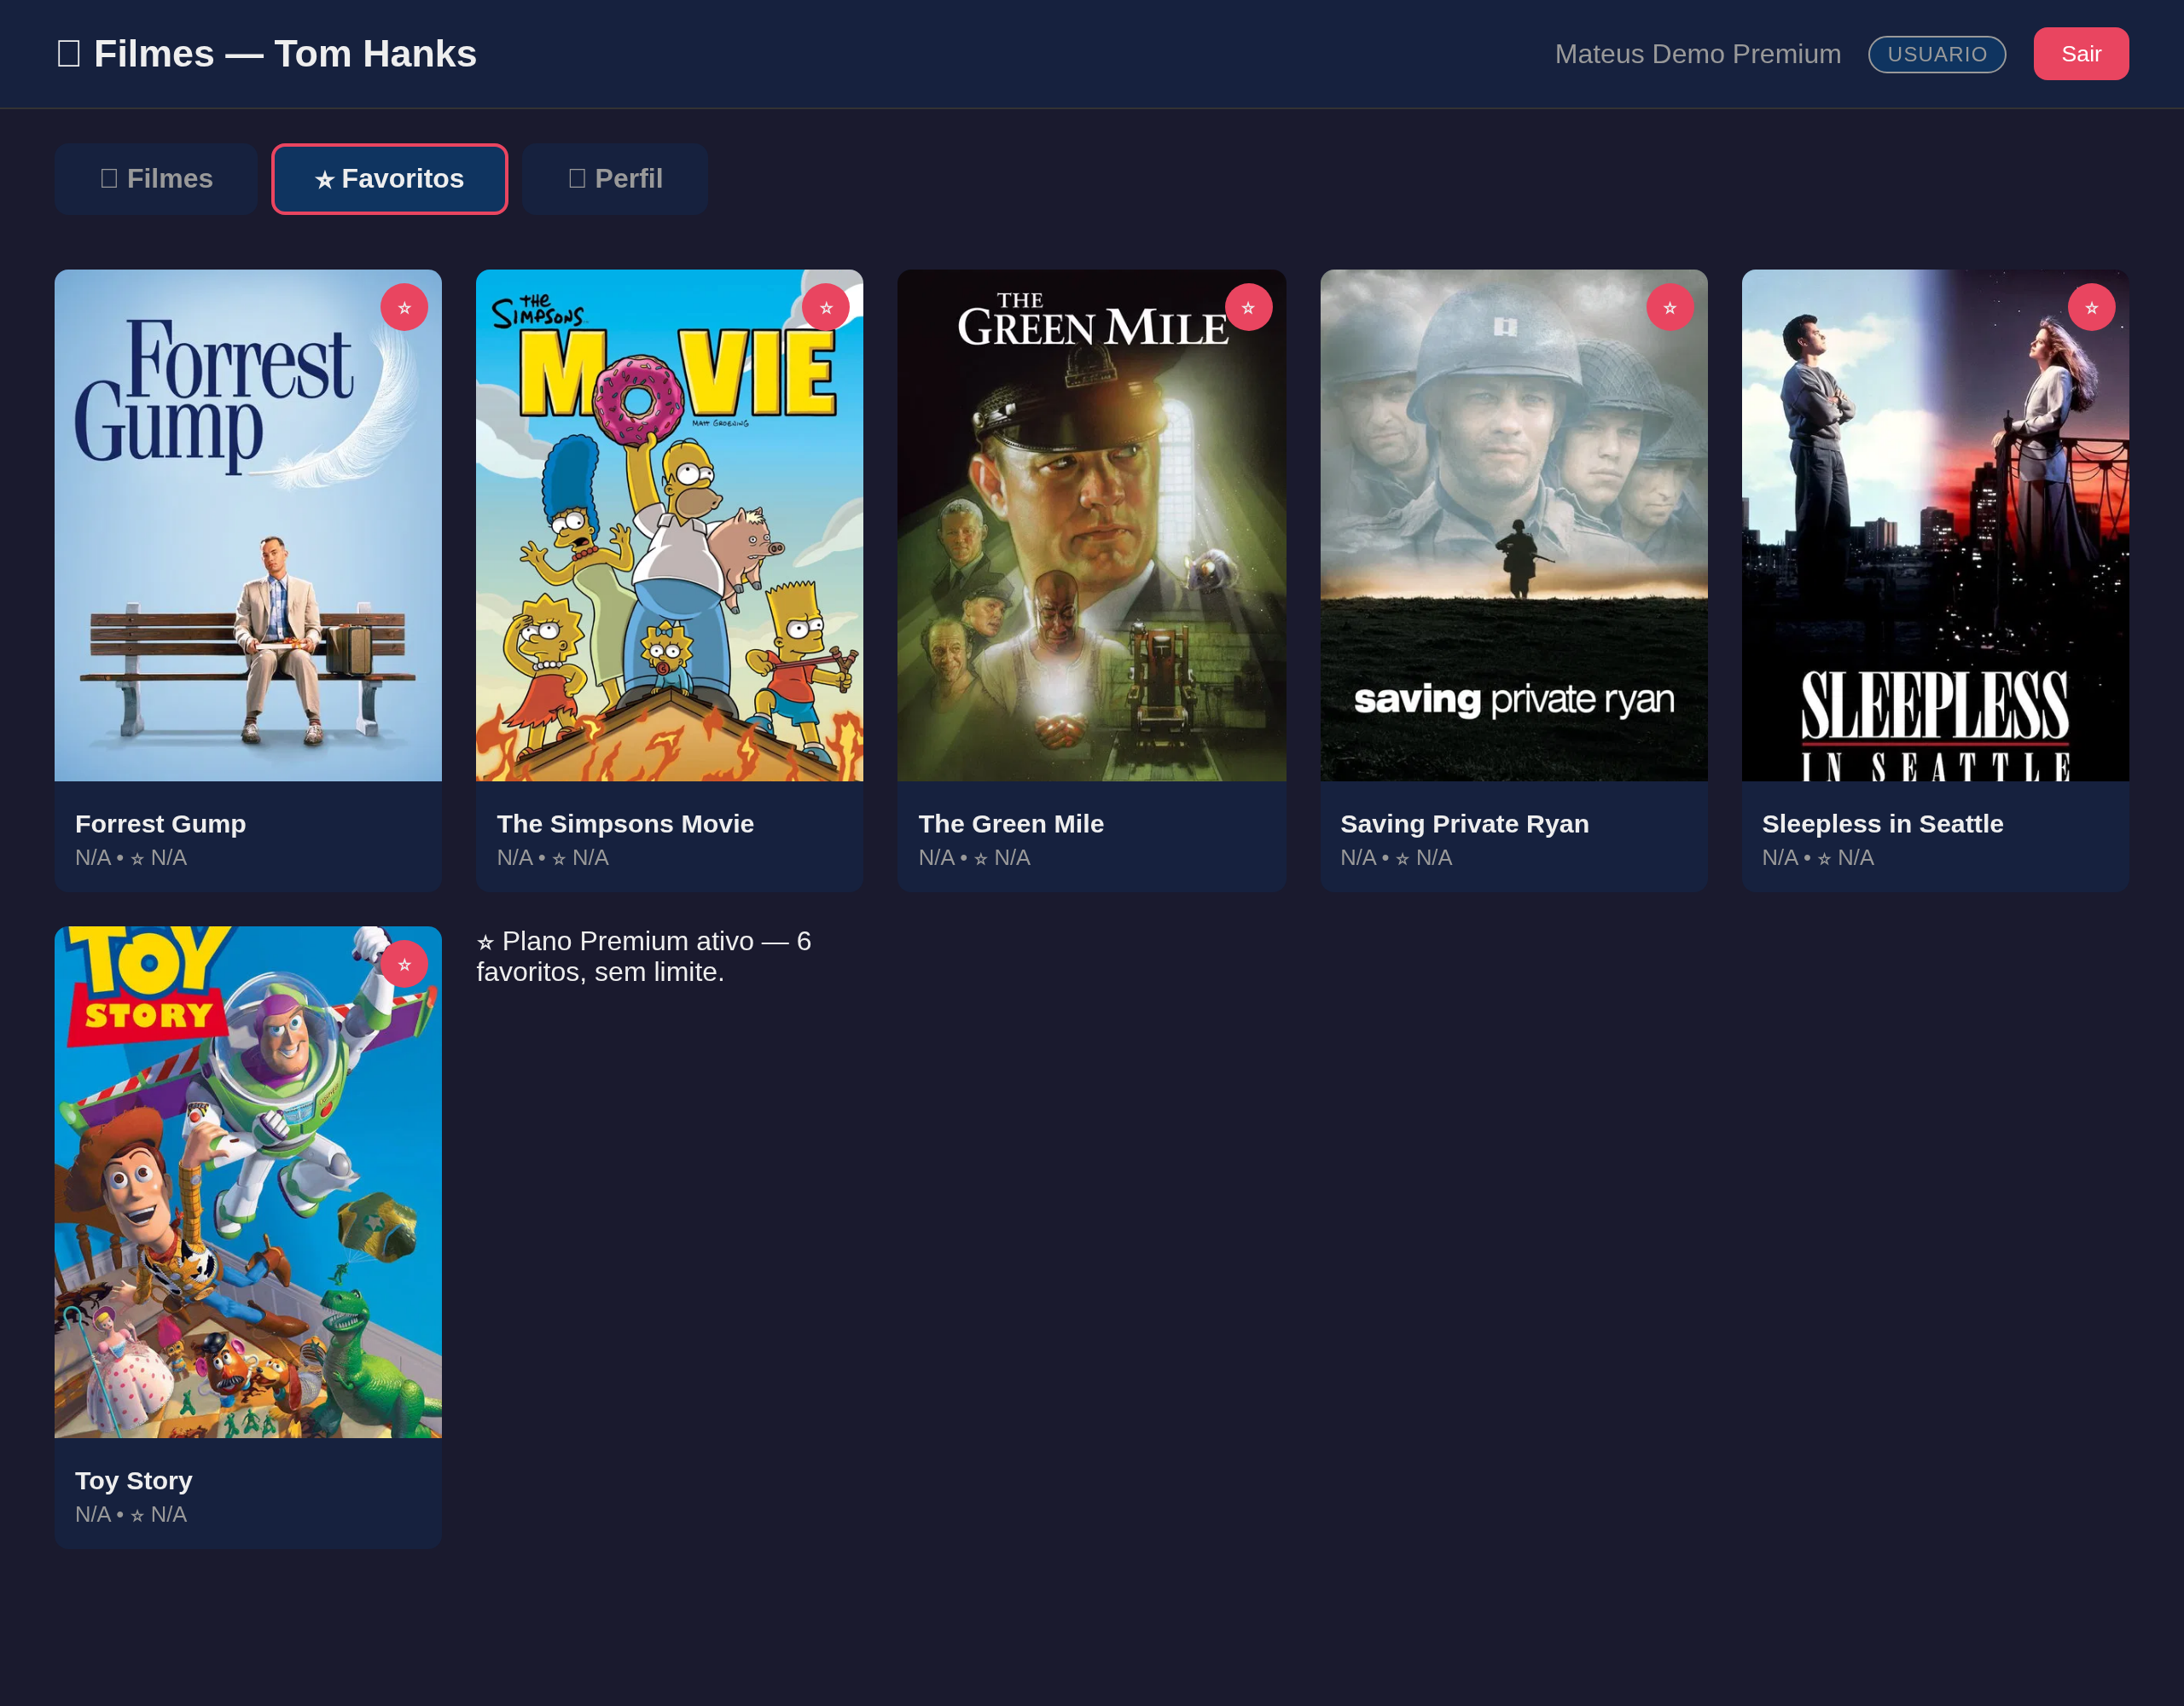 Filmes — Tom Hanks
Mateus Demo Premium
USUARIO
Sair
Filmes
☆ Favoritos
Perfil
Forrest
Gump
THE
SIMPSONS
MOVIE
MATT GROENING
THE
GREEN MILE
saving private ryan
SLEEPLESS
IN SEATTLE
Forrest Gump
N/A • ☆ N/A
The Simpsons Movie
N/A • ☆ N/A
The Green Mile
N/A • ☆ N/A
Saving Private Ryan
N/A • ☆ N/A
Sleepless in Seattle
N/A • ☆ N/A
TOY
STORY
☆ Plano Premium ativo — 6
favoritos, sem limite.
Toy Story
N/A • ☆ N/A